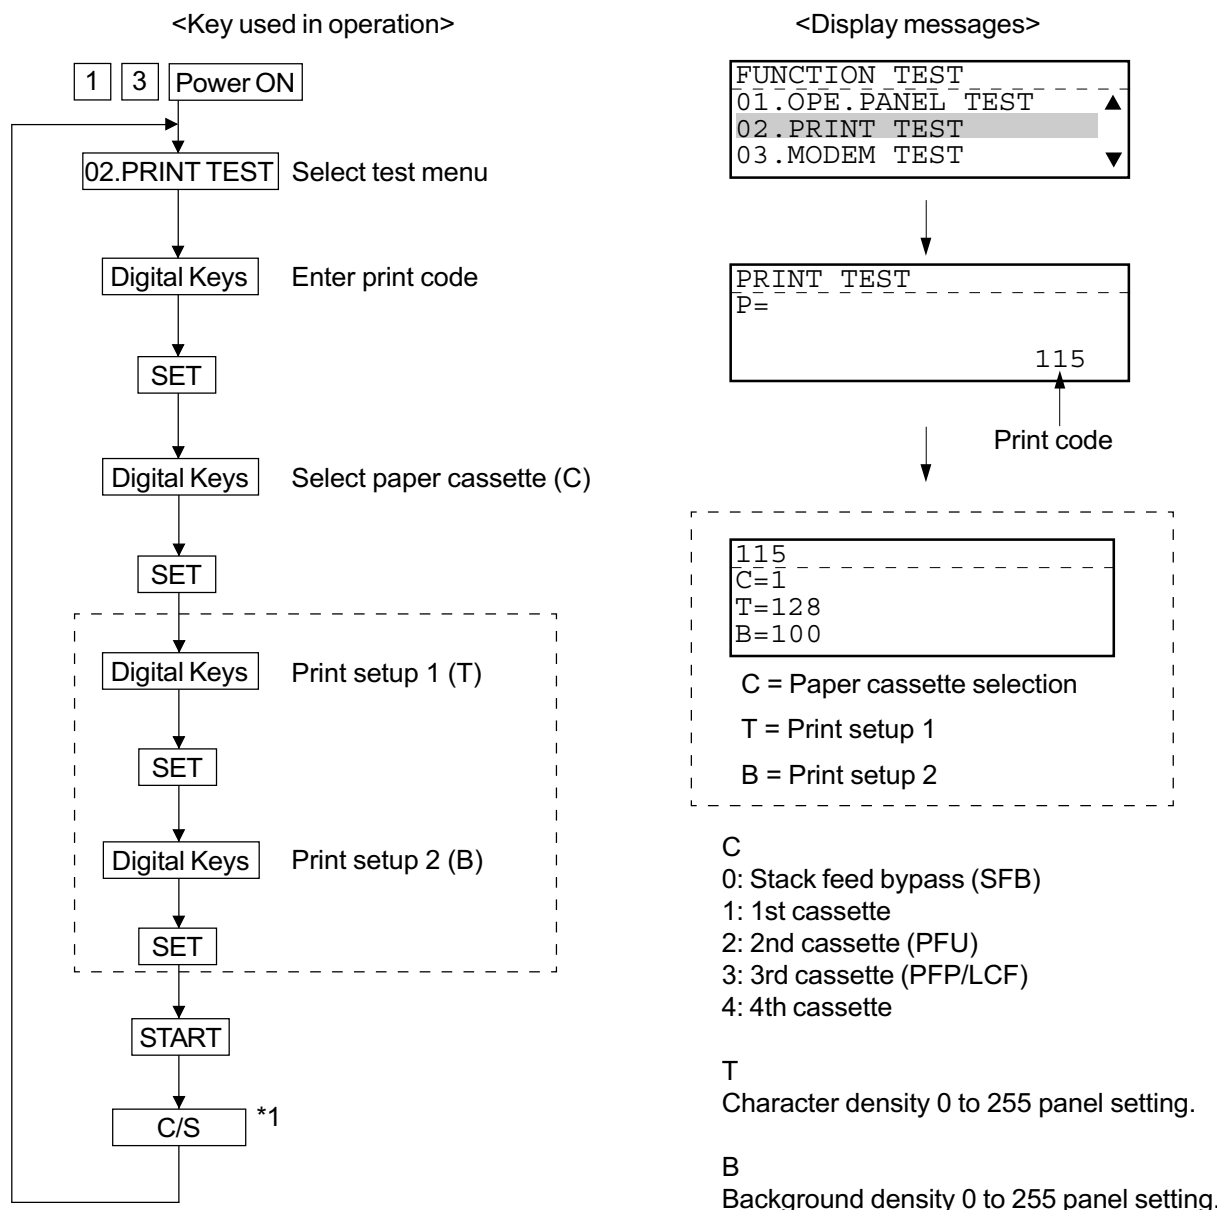 <Key used in operation>
1 3 Power ON
02.PRINT TEST Select test menu
Digital Keys Enter print code
SET
Digital Keys Select paper cassette (C)
SET
Digital Keys Print setup 1 (T)
SET
Digital Keys Print setup 2 (B)
SET
START
C/S *1
<Display messages>
FUNCTION TEST
01.OPE.PANEL TEST ▲
02.PRINT TEST
03.MODEM TEST ▼
PRINT TEST
P=
115
Print code
115
C=1
T=128
B=100
C = Paper cassette selection
T = Print setup 1
B = Print setup 2
C
0: Stack feed bypass (SFB)
1: 1st cassette
2: 2nd cassette (PFU)
3: 3rd cassette (PFP/LCF)
4: 4th cassette
T
Character density 0 to 255 panel setting.
B
Background density 0 to 255 panel setting.